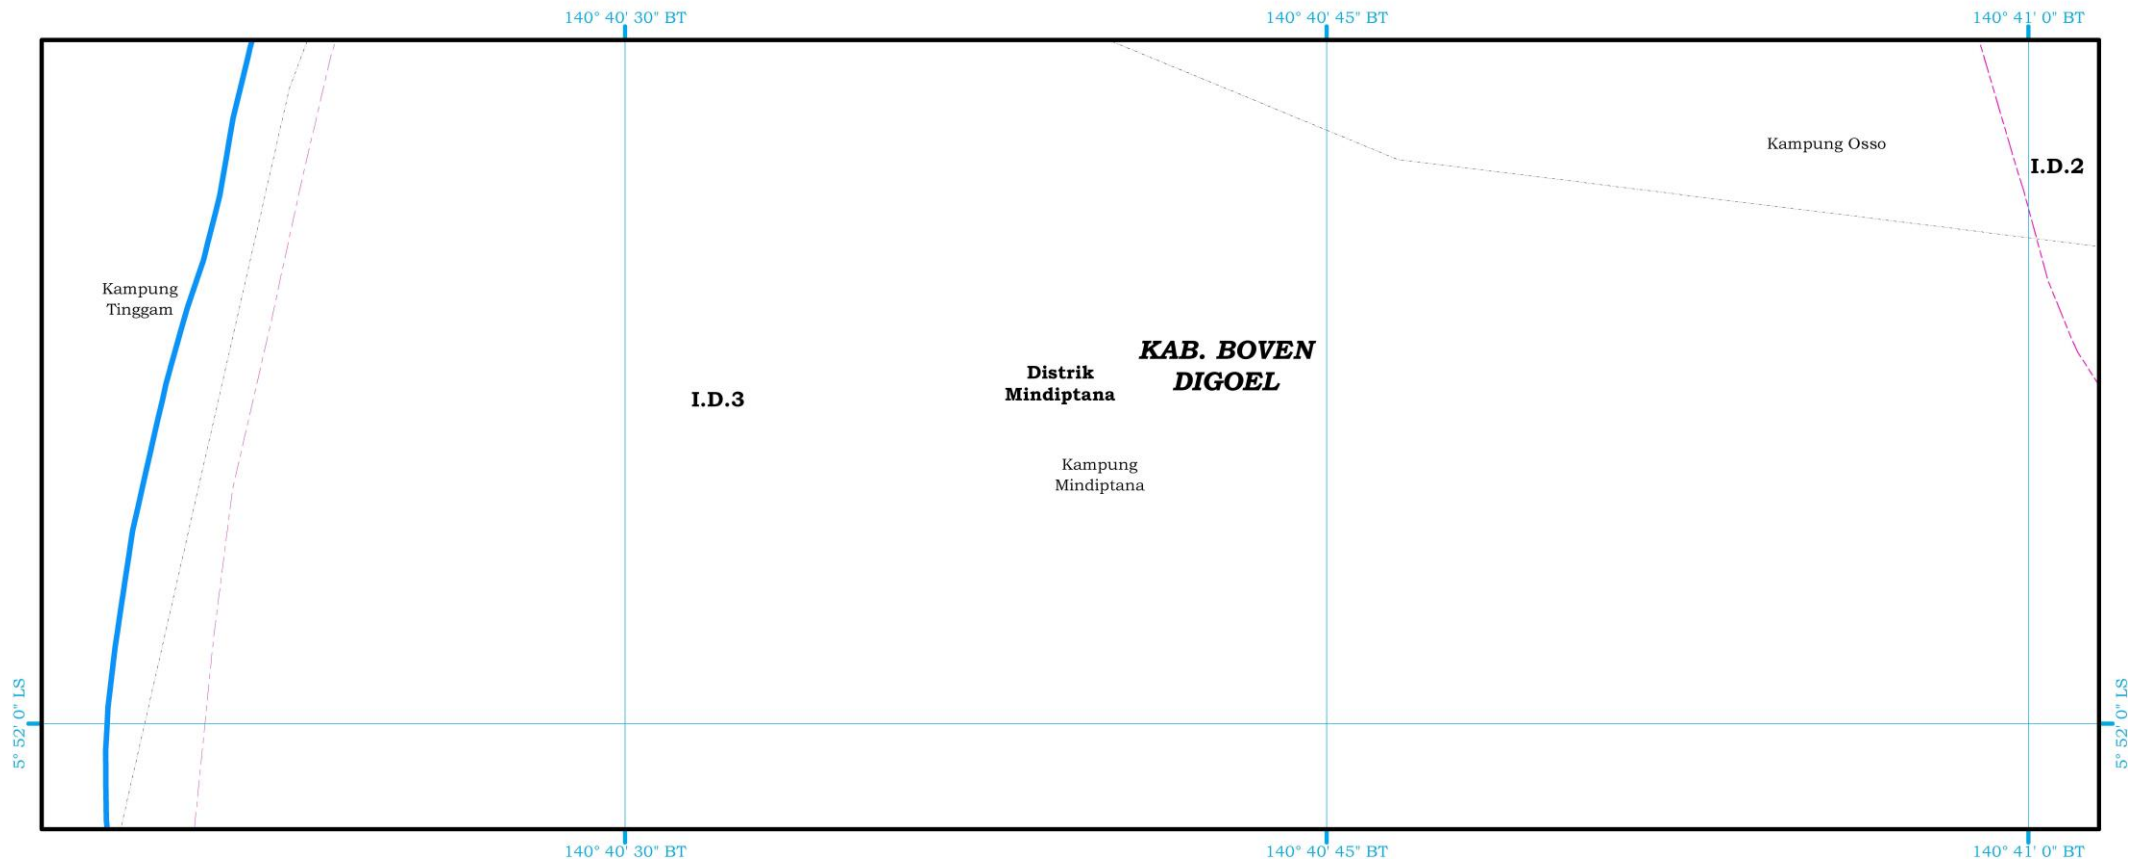 140° 40' 30" BT
140° 40' 45" BT
140° 41' 0" BT
Kampung Osso
I.D.2
Kampung
Tinggam
KAB. BOVEN
DIGOEL
Distrik
Mindiptana
I.D.3
Kampung
Mindiptana
5° 52' 0" LS
5° 52' 0" LS
140° 40' 30" BT
140° 40' 45" BT
140° 41' 0" BT